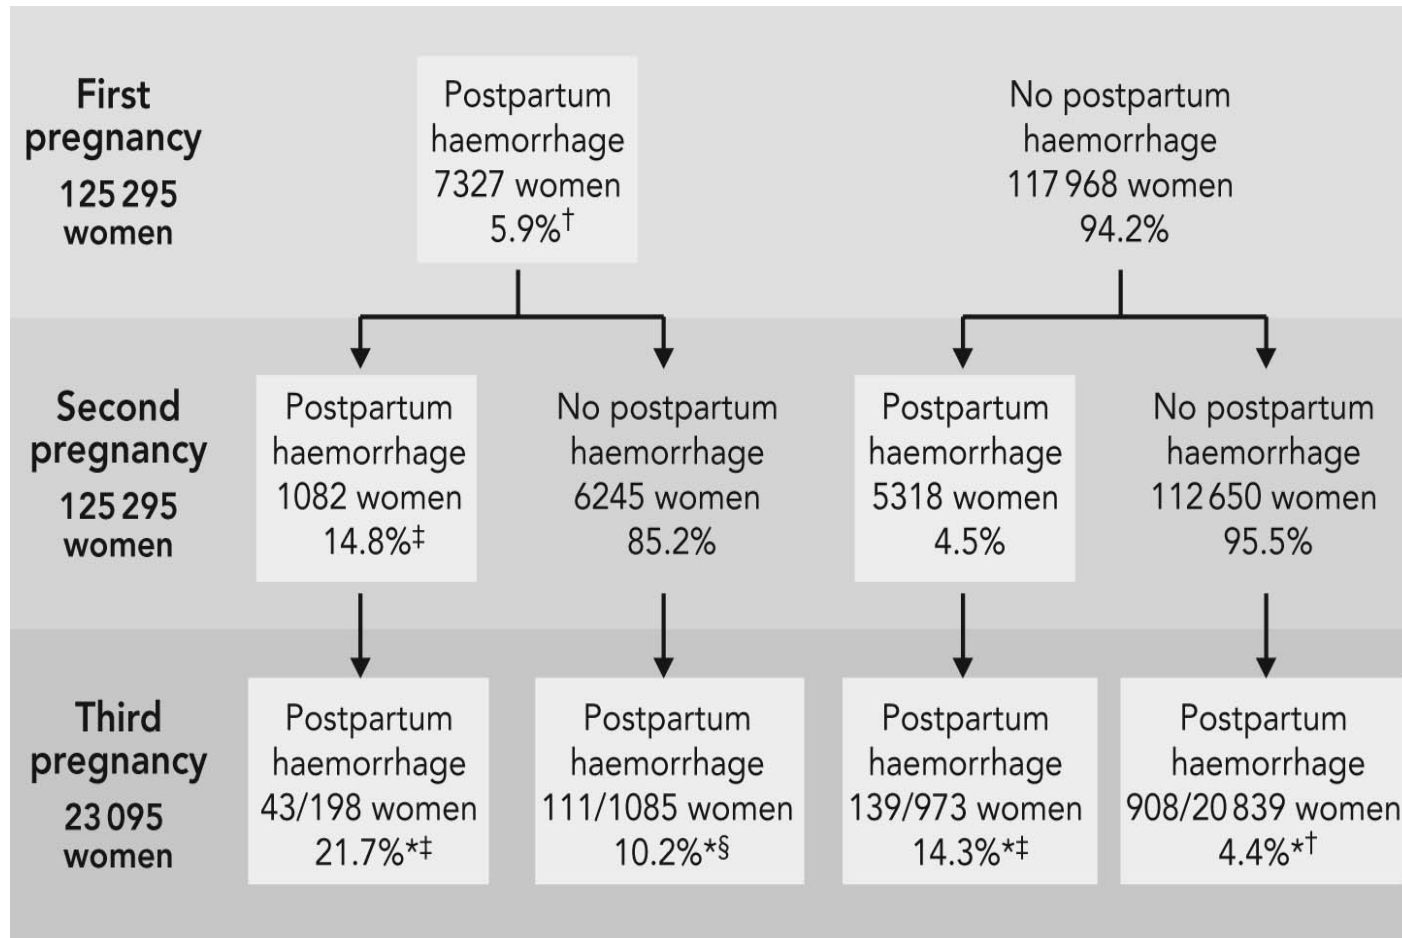 First
pregnancy
125 295
women
Postpartum
haemorrhage
7327 women
5.9%†
No postpartum
haemorrhage
117 968 women
94.2%
Second
pregnancy
125 295
women
Postpartum
haemorrhage
1082 women
14.8%‡
No postpartum
haemorrhage
6245 women
85.2%
Postpartum
haemorrhage
5318 women
4.5%
No postpartum
haemorrhage
112 650 women
95.5%
Third
pregnancy
23 095
women
Postpartum
haemorrhage
43/198 women
21.7%*‡
Postpartum
haemorrhage
111/1085 women
10.2%*§
Postpartum
haemorrhage
139/973 women
14.3%*‡
Postpartum
haemorrhage
908/20 839 women
4.4%*†